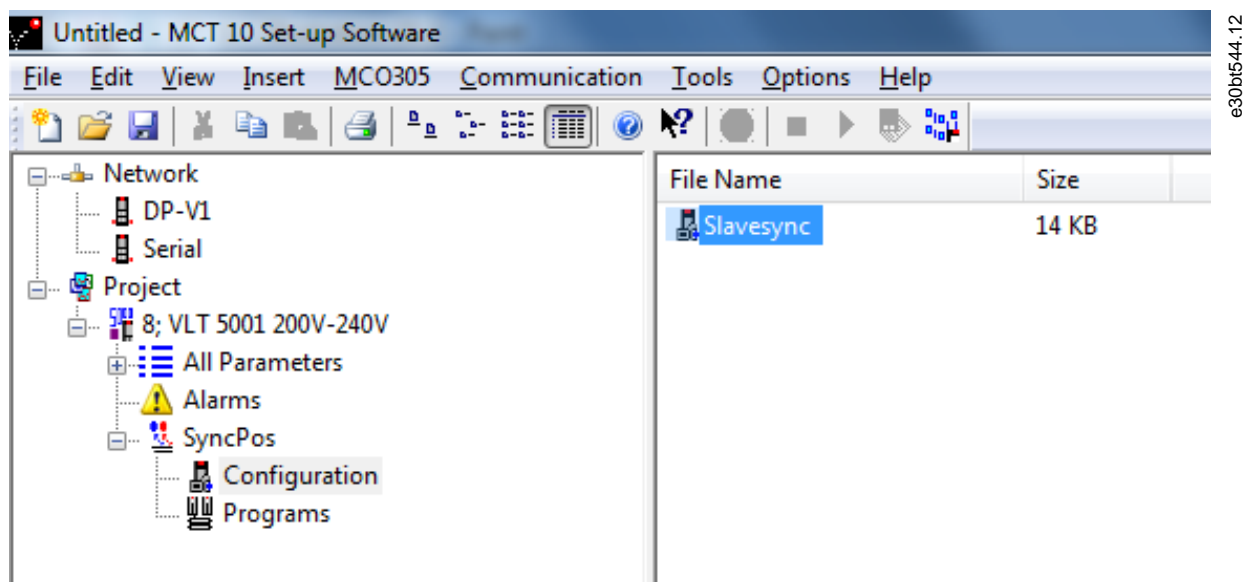 Untitled - MCT 10 Set-up Software
File Edit View Insert MCO305 Communication Tools Options Help
Network
DP-V1
Serial
Project
8; VLT 5001 200V-240V
All Parameters
Alarms
SyncPos
Configuration
Programs
File Name Size
Slavesync 14 KB
e30bt544.12